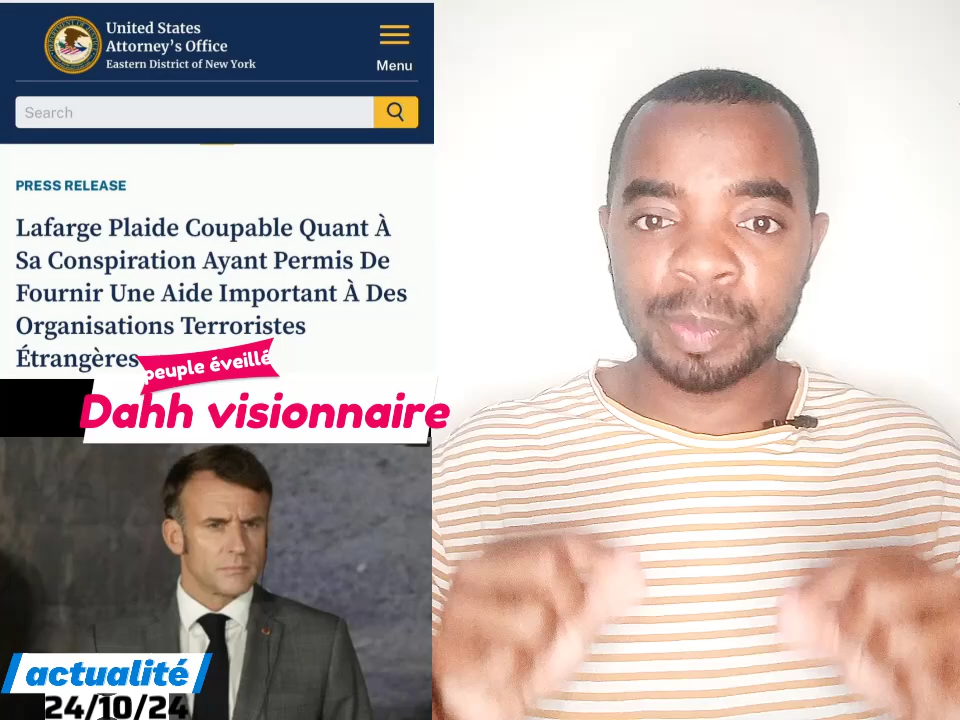 United States
Attorney's Office
Eastern District of New York
Menu
Search
PRESS RELEASE
Lafarge Plaide Coupable Quant À
Sa Conspiration Ayant Permis De
Fournir Une Aide Important À Des
Organisations Terroristes
Étrangères
peuple éveillé
Dahh visionnaire
actualité
24/10/24